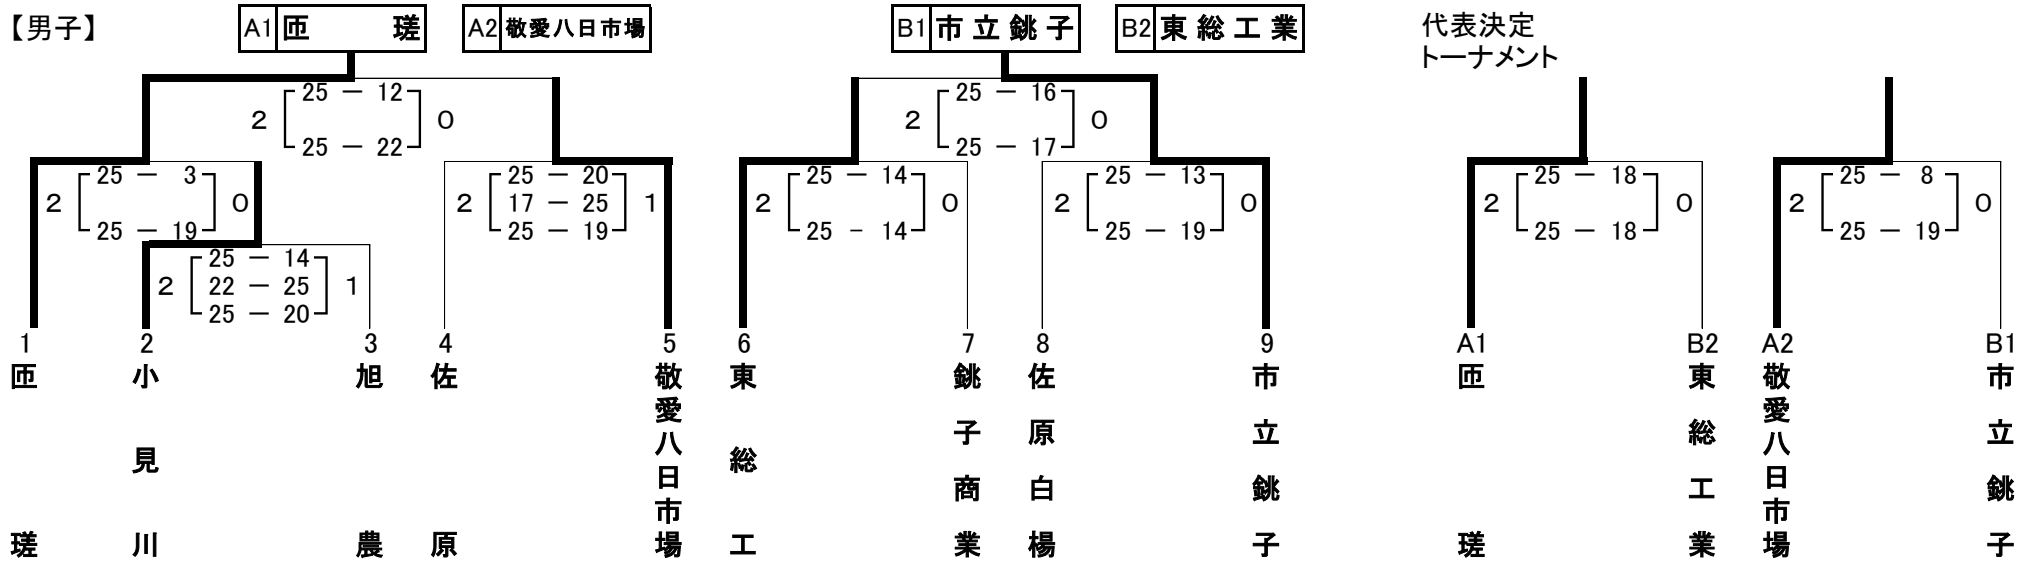 【男子】
A1 匝瑳
A2 敬愛八日市場
B1 市立銚子
B2 東総工業
代表決定
トーナメント
25 － 12
2 0
25 － 22
25 － 16
2 0
25 － 17
25 － 3
2 0
25 － 19
25 － 20
2 17 － 25 1
25 － 19
25 － 14
2 0
25 - 14
25 － 13
2 0
25 － 19
25 － 18
2 0
25 － 18
25 － 8
2 0
25 － 19
25 － 14
2 22 － 25 1
25 － 20
1 2 3 4 5 6 7 8 9 A1 B2 A2 B1
匝瑳
小見川
旭農
佐原
敬愛八日市場
東総工
銚子商業
佐原白楊
市立銚子
匝瑳
東総工業
敬愛八日市場
市立銚子